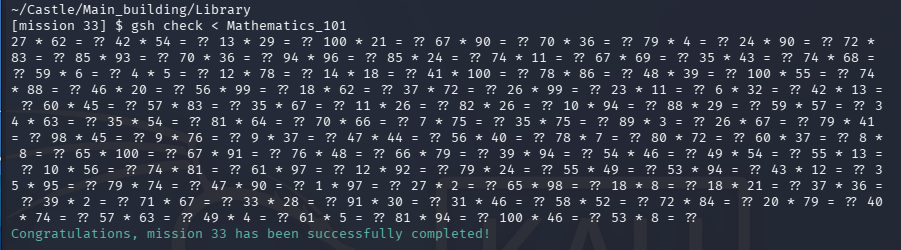 ~/Castle/Main_building/Library
[mission 33] $ gsh check < Mathematics_101
27 * 62 = ?? 42 * 54 = ?? 13 * 29 = ?? 100 * 21 = ?? 67 * 90 = ?? 70 * 36 = ?? 79 * 4 = ?? 24 * 90 = ?? 72 *
83 = ?? 85 * 93 = ?? 70 * 36 = ?? 94 * 96 = ?? 85 * 24 = ?? 74 * 11 = ?? 67 * 69 = ?? 35 * 43 = ?? 74 * 68 =
?? 59 * 6 = ?? 4 * 5 = ?? 12 * 78 = ?? 14 * 18 = ?? 41 * 100 = ?? 78 * 86 = ?? 48 * 39 = ?? 100 * 55 = ?? 74
* 88 = ?? 46 * 20 = ?? 56 * 99 = ?? 18 * 62 = ?? 37 * 72 = ?? 26 * 99 = ?? 23 * 11 = ?? 6 * 32 = ?? 42 * 13 =
?? 60 * 45 = ?? 57 * 83 = ?? 35 * 67 = ?? 11 * 26 = ?? 82 * 26 = ?? 10 * 94 = ?? 88 * 29 = ?? 59 * 57 = ?? 3
4 * 63 = ?? 35 * 54 = ?? 81 * 64 = ?? 70 * 66 = ?? 7 * 75 = ?? 35 * 75 = ?? 89 * 3 = ?? 26 * 67 = ?? 79 * 41
= ?? 98 * 45 = ?? 9 * 76 = ?? 9 * 37 = ?? 47 * 44 = ?? 56 * 40 = ?? 78 * 7 = ?? 80 * 72 = ?? 60 * 37 = ?? 8 *
8 = ?? 65 * 100 = ?? 67 * 91 = ?? 76 * 48 = ?? 66 * 79 = ?? 39 * 94 = ?? 54 * 46 = ?? 49 * 54 = ?? 55 * 13 =
?? 10 * 56 = ?? 74 * 81 = ?? 61 * 97 = ?? 12 * 92 = ?? 79 * 24 = ?? 55 * 49 = ?? 53 * 94 = ?? 43 * 12 = ?? 3
5 * 95 = ?? 79 * 74 = ?? 47 * 90 = ?? 1 * 97 = ?? 27 * 2 = ?? 65 * 98 = ?? 18 * 8 = ?? 18 * 21 = ?? 37 * 36 =
?? 39 * 2 = ?? 71 * 67 = ?? 33 * 28 = ?? 91 * 30 = ?? 31 * 46 = ?? 58 * 52 = ?? 72 * 84 = ?? 20 * 79 = ?? 40
* 74 = ?? 57 * 63 = ?? 49 * 4 = ?? 61 * 5 = ?? 81 * 94 = ?? 100 * 46 = ?? 53 * 8 = ??
Congratulations, mission 33 has been successfully completed!